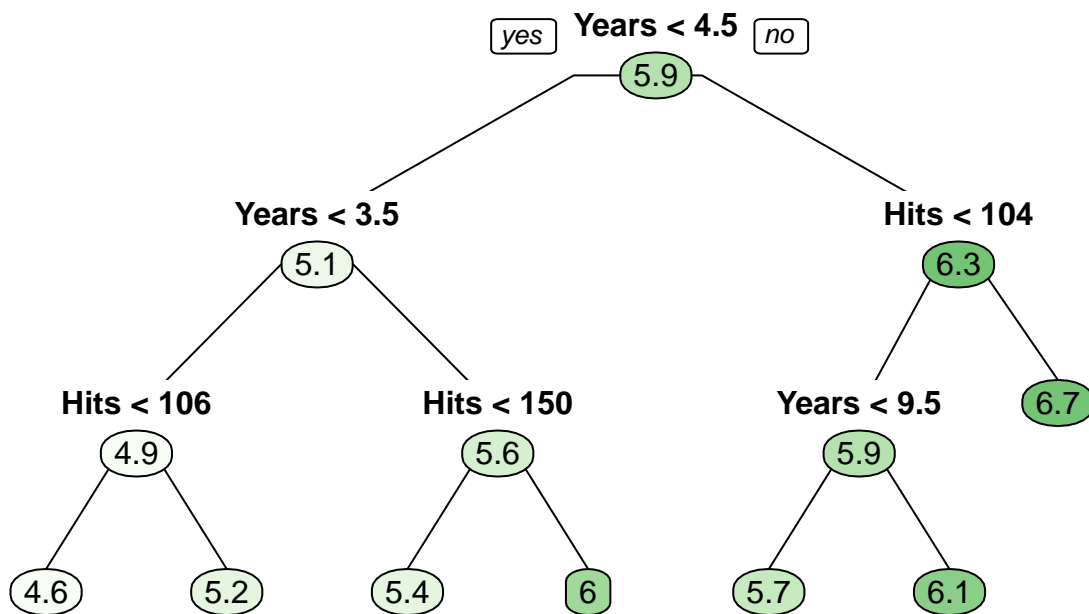 yes Years < 4.5 no
5.9
Years < 3.5 Hits < 104
5.1 6.3
Hits < 106 Hits < 150 Years < 9.5 6.7
4.9 5.6 5.9
4.6 5.2 5.4 6 5.7 6.1